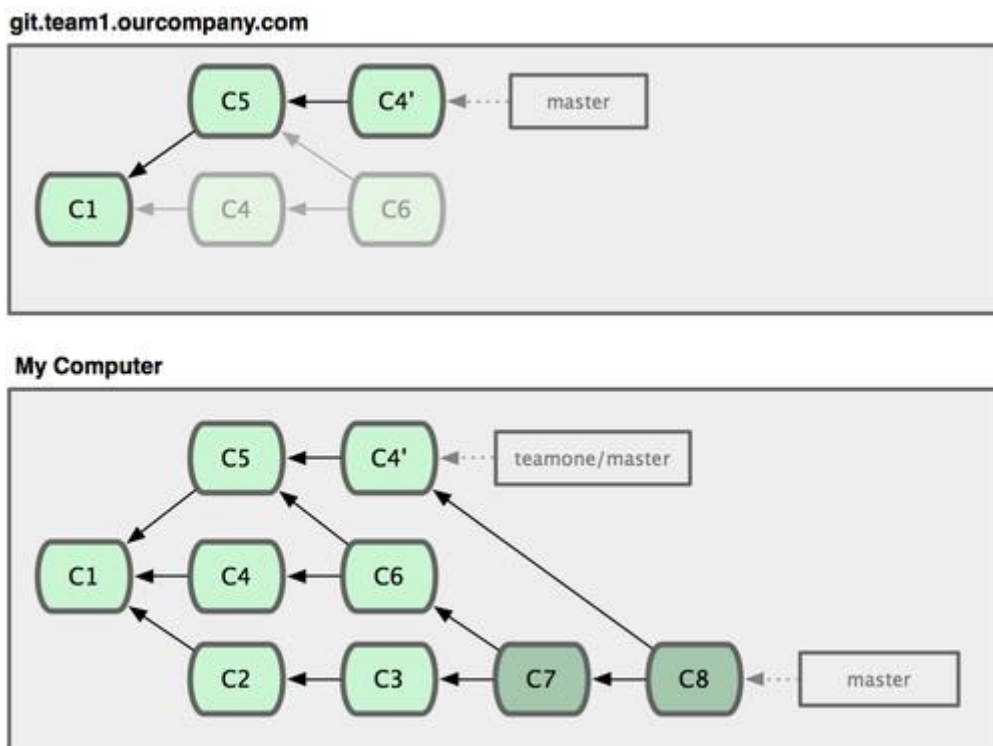 git.team1.ourcompany.com
C5 C4' master
C1 C4 C6
My Computer
C5 C4' teamone/master
C1 C4 C6
C2 C3 C7 C8 master